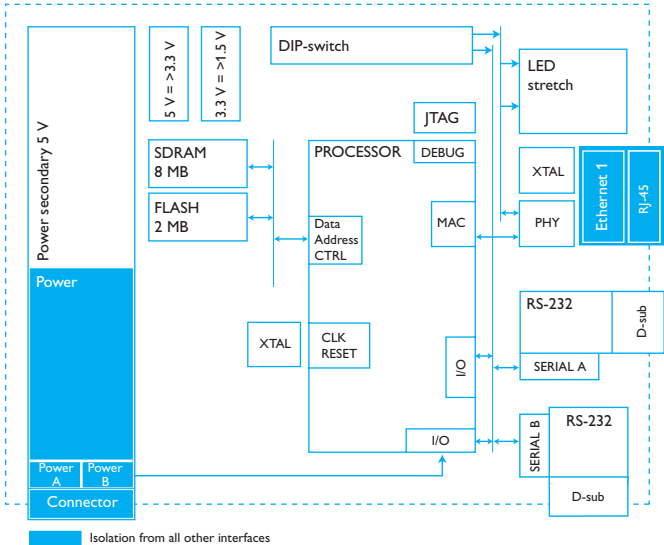 Power secondary 5 V
5 V = >3.3 V
3.3 V = >1.5 V
DIP-switch
LED
stretch
JTAG
SDRAM
8 MB
PROCESSOR
DEBUG
XTAL
Ethernet 1
RJ-45
FLASH
2 MB
Data
Address
CTRL
MAC
PHY
Power
RS-232
D-sub
XTAL
CLK
RESET
I/O
SERIAL A
SERIAL B
RS-232
I/O
Power
A
Power
B
Connector
D-sub
Isolation from all other interfaces